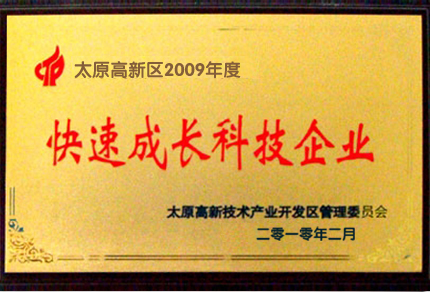 太原高新区2009年度
快速成长科技企业
太原高新技术产业开发区管理委员会
二零一零年二月